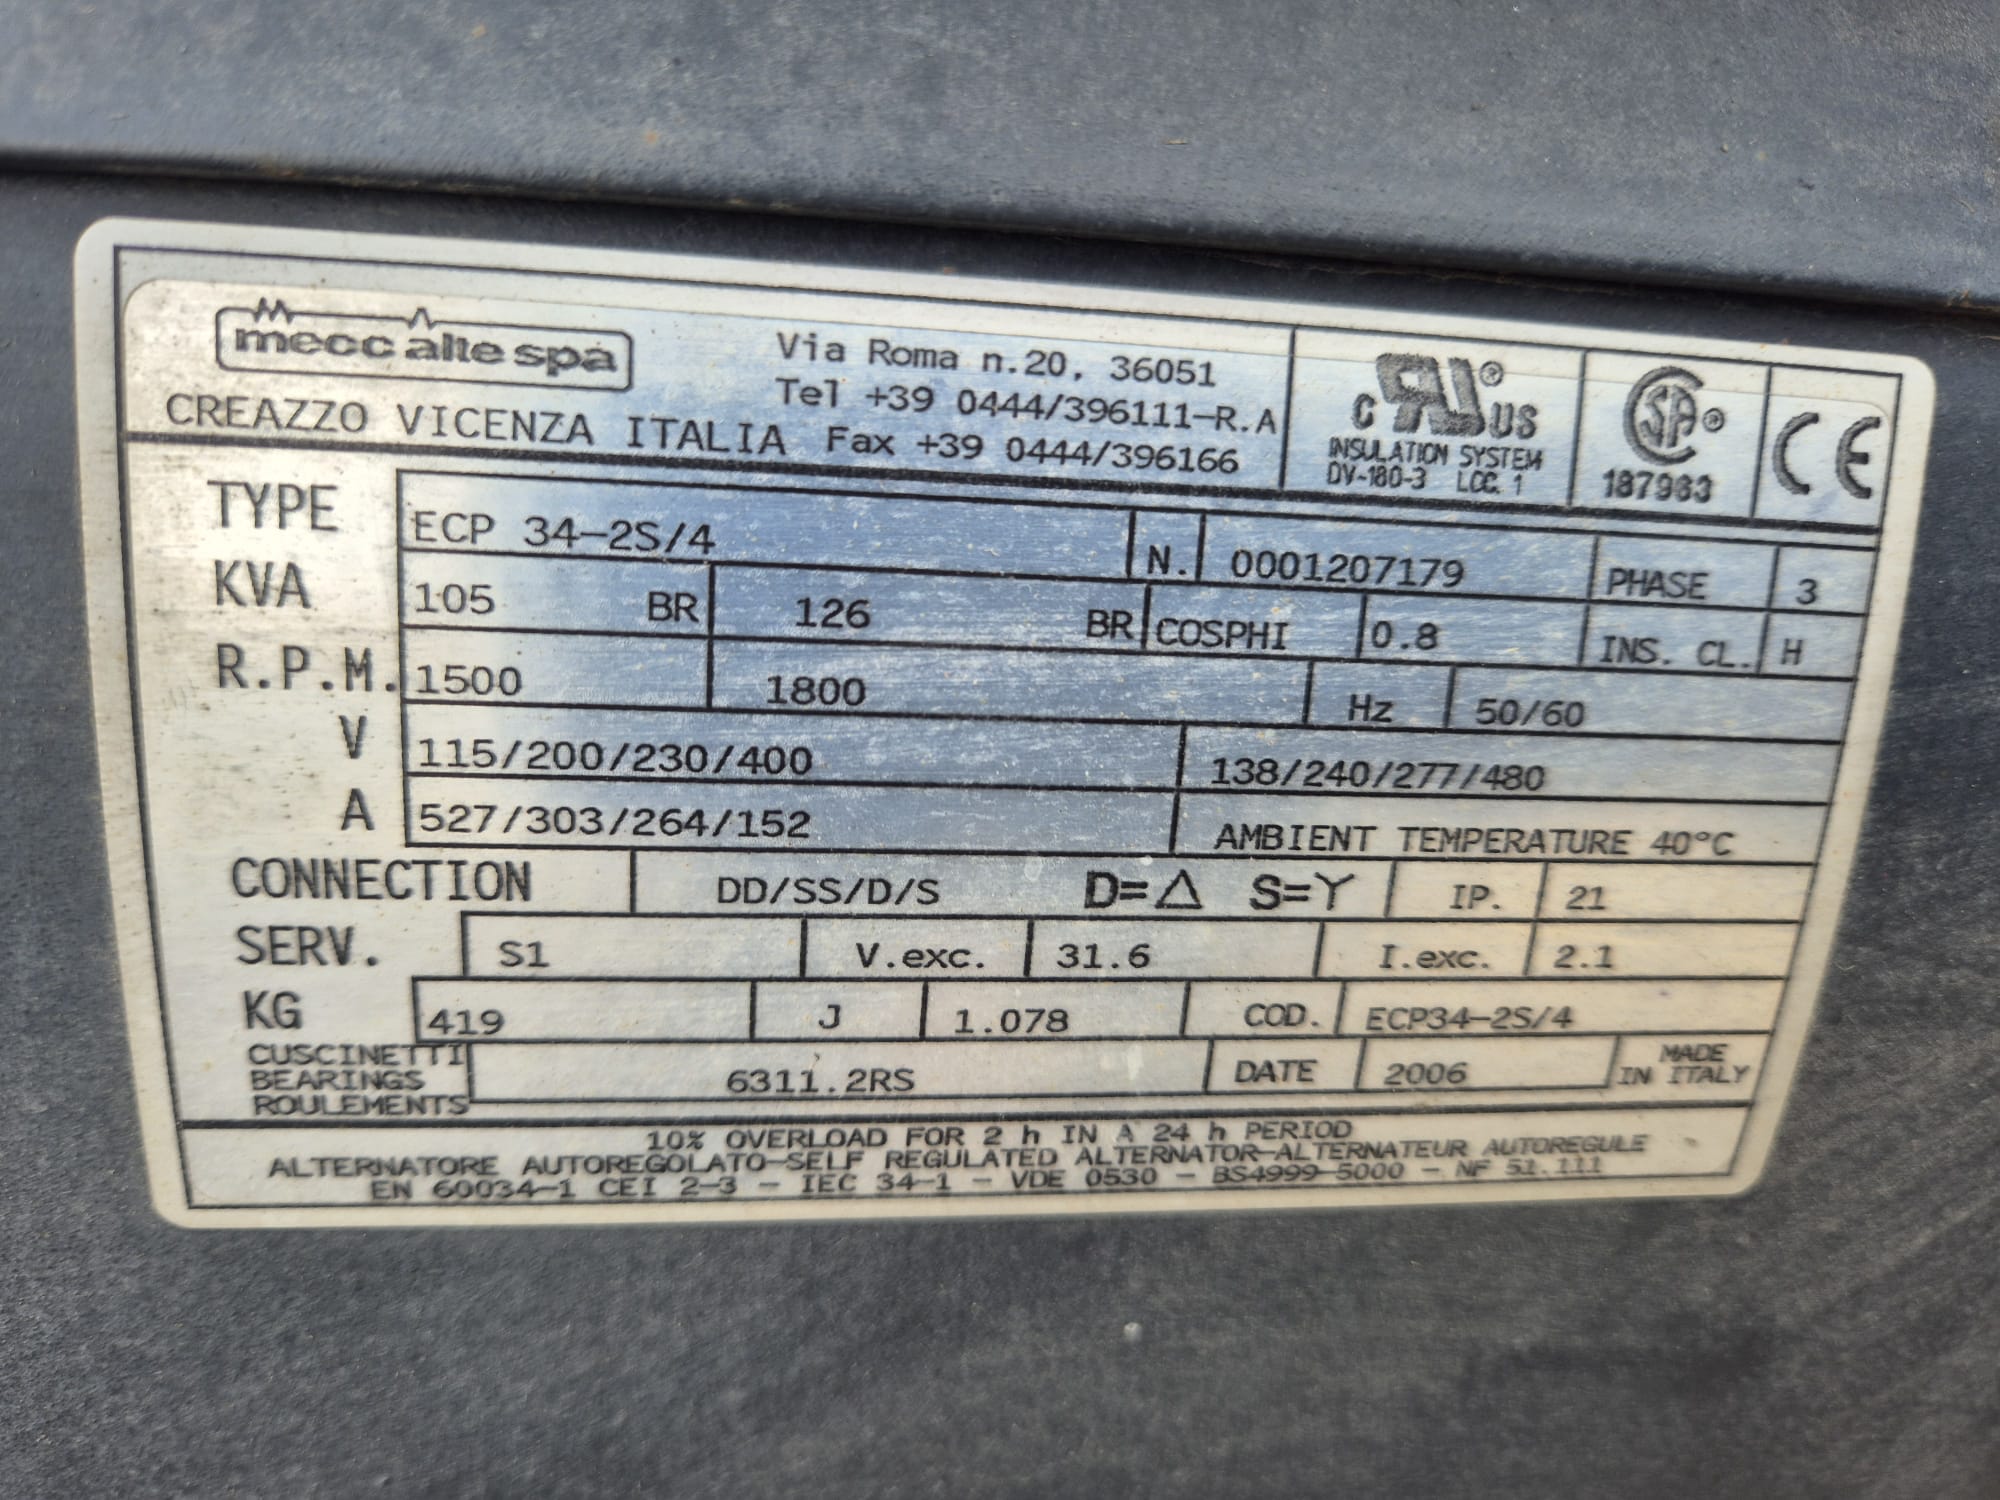 mecc alte spa
Via Roma n.20, 36051
Tel +39 0444/396111-R.A
CREAZZO VICENZA ITALIA Fax +39 0444/396166
c RU® US
INSULATION SYSTEM
DV-180-3 LOC. 1
SA®
187983
CE
TYPE ECP 34-2S/4 N. 0001207179 PHASE 3
KVA 105 BR 126 BR COSPHI 0.8 INS. CL. H
R.P.M. 1500 1800 Hz 50/60
V 115/200/230/400 138/240/277/480
A 527/303/264/152 AMBIENT TEMPERATURE 40°C
CONNECTION DD/SS/D/S D=△ S=Y IP. 21
SERV. S1 V.exc. 31.6 I.exc. 2.1
KG 419 J 1.078 COD. ECP34-2S/4
CUSCINETTI
BEARINGS
ROULEMENTS
6311.2RS DATE 2006
MADE
IN ITALY
10% OVERLOAD FOR 2 h IN A 24 h PERIOD
ALTERNATORE AUTOREGOLATO-SELF REGULATED ALTERNATOR-ALTERNATEUR AUTOREGULE
EN 60034-1 CEI 2-3 - IEC 34-1 - VDE 0530 - BS4999-5000 - NF 51.111